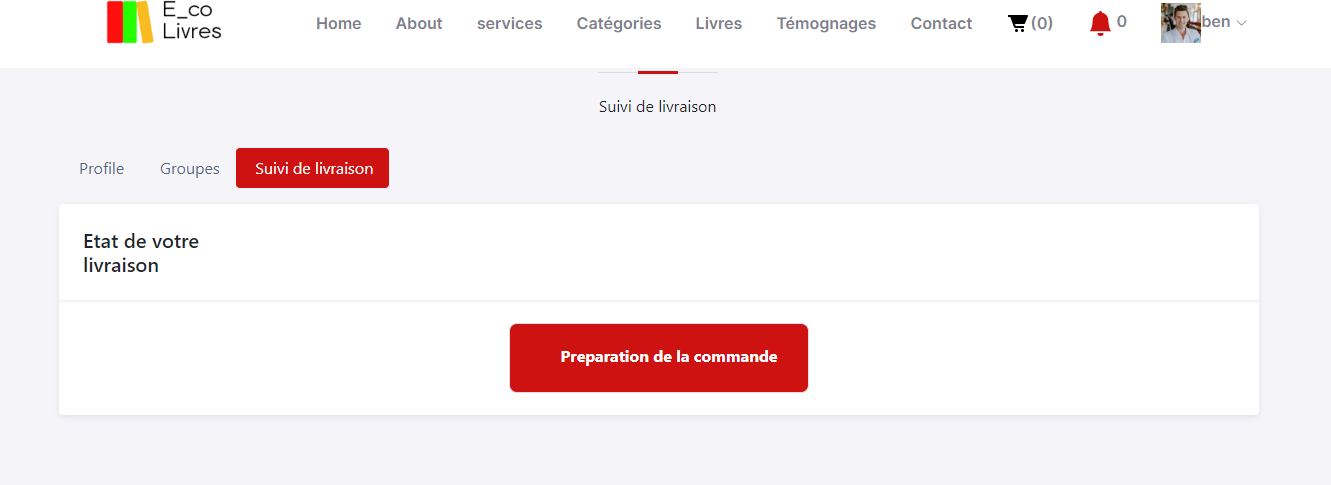 E_co
Livres
Home About services Catégories Livres Témognages Contact (0) 0 ben
Suivi de livraison
Profile Groupes Suivi de livraison
Etat de votre
livraison
Preparation de la commande